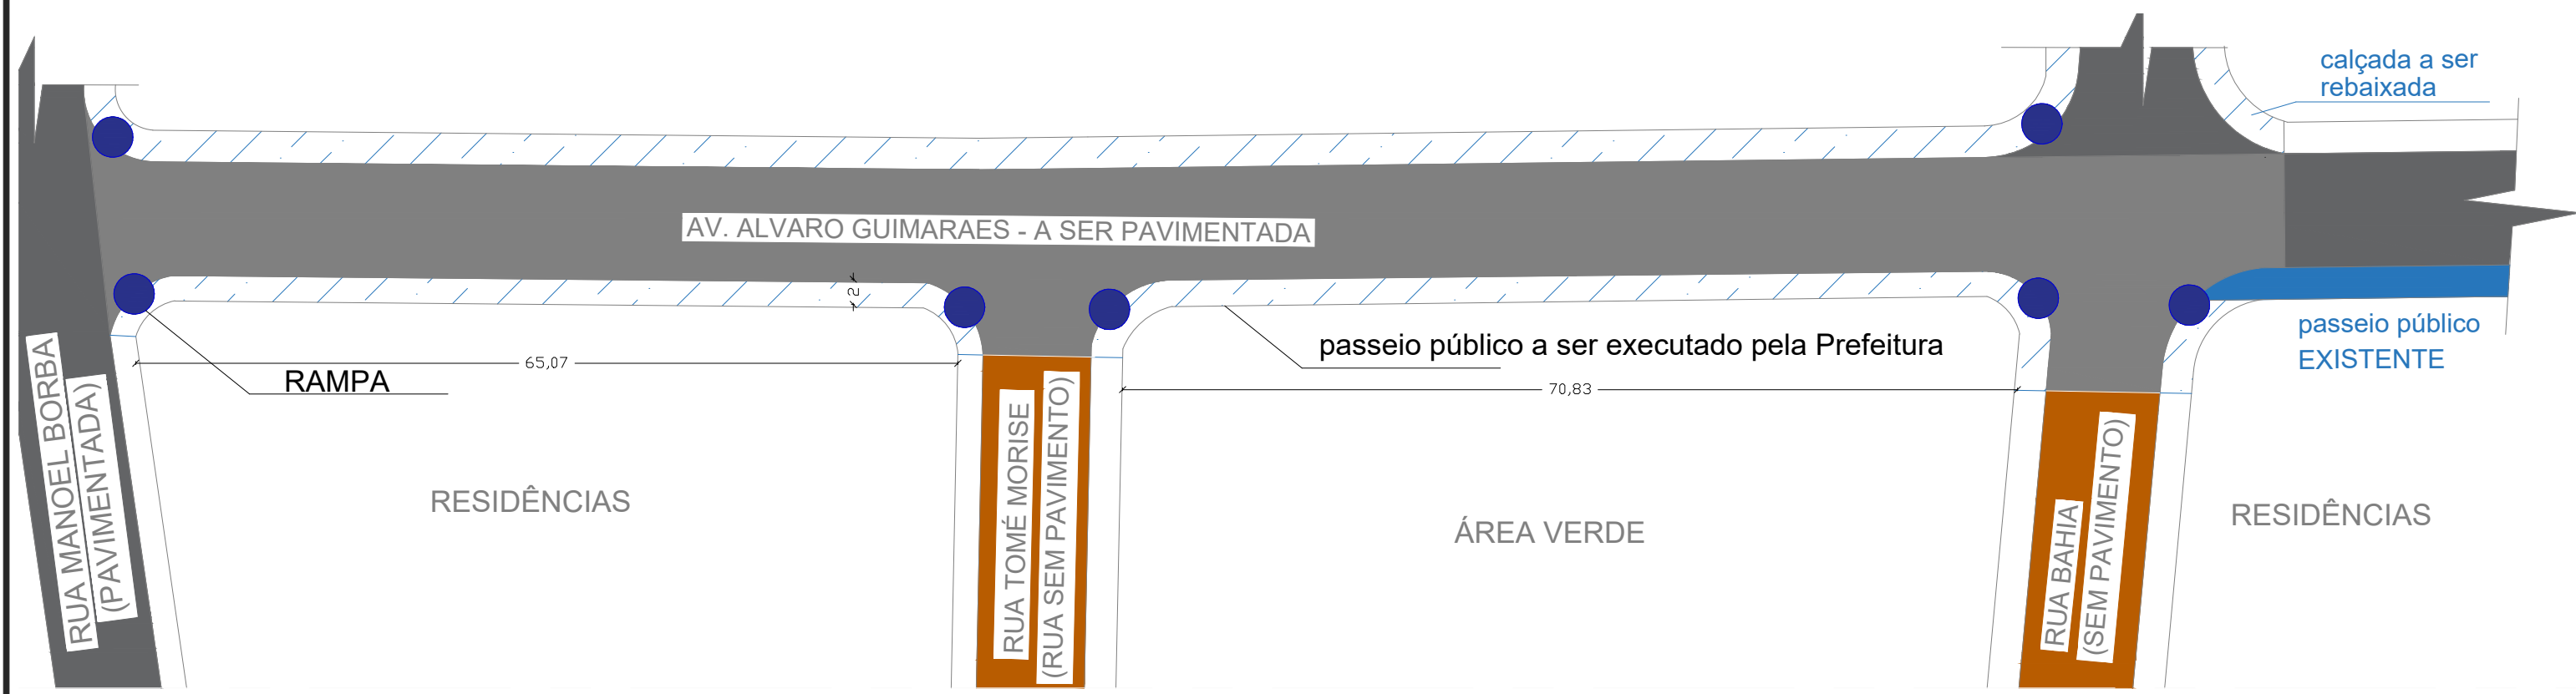 calçada a ser
rebaixada
AV. ALVARO GUIMARAES - A SER PAVIMENTADA
2
passeio público
EXISTENTE
passeio público a ser executado pela Prefeitura
65,07
RAMPA
70,83
RUA MANOEL BORBA
(PAVIMENTADA)
RESIDÊNCIAS
RUA TOMÉ MORISE
(RUA SEM PAVIMENTO)
ÁREA VERDE
RUA BAHIA
(SEM PAVIMENTO)
RESIDÊNCIAS